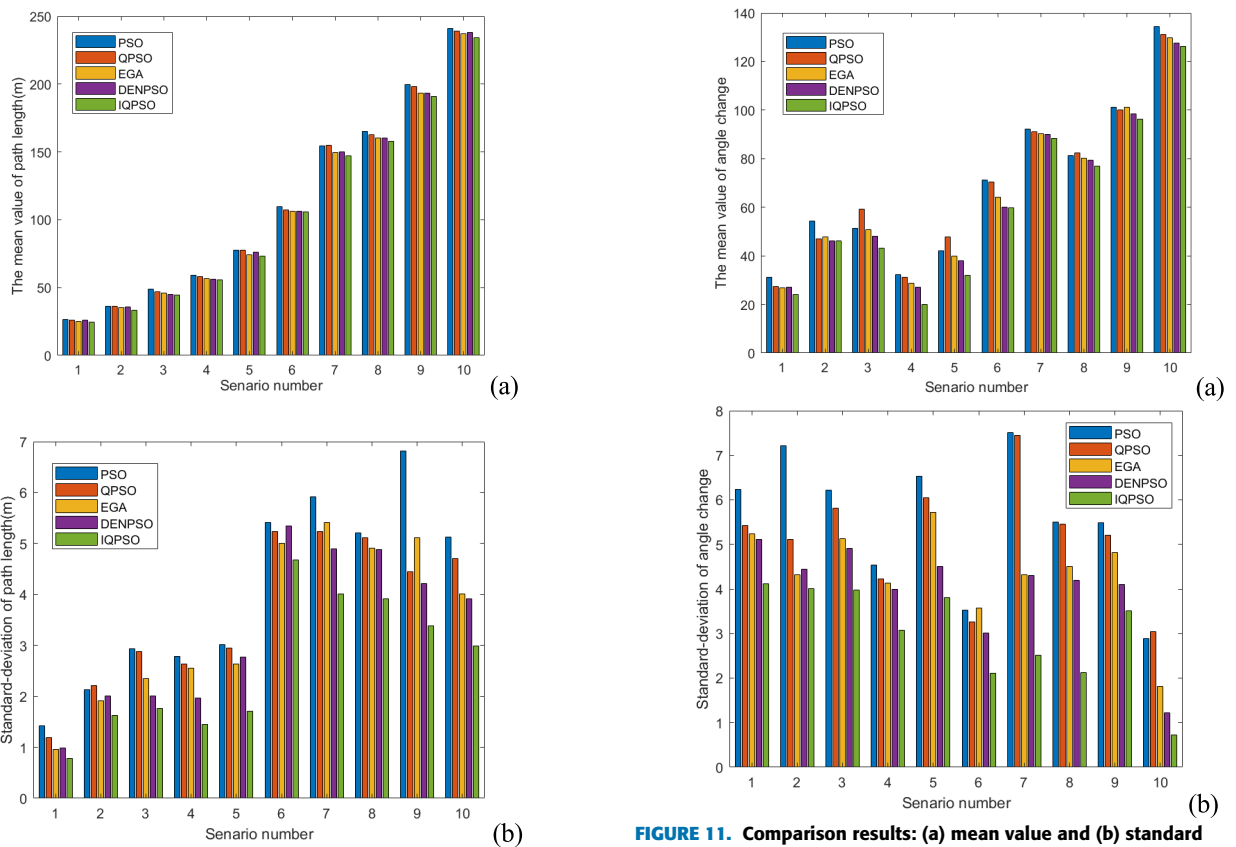 250
200
150
100
50
0
The mean value of path length(m)
PSO
QPSO
EGA
DENPSO
IQPSO
1 2 3 4 5 6 7 8 9 10
Senario number
(a)
7
6
5
4
3
2
1
0
Standard-deviation of path length(m)
PSO
QPSO
EGA
DENPSO
IQPSO
1 2 3 4 5 6 7 8 9 10
Senario number
(b)
140
120
100
80
60
40
20
0
The mean value of angle change
PSO
QPSO
EGA
DENPSO
IQPSO
1 2 3 4 5 6 7 8 9 10
Senario number
(a)
8
7
6
5
4
3
2
1
0
Standard-deviation of angle change
PSO
QPSO
EGA
DENPSO
IQPSO
1 2 3 4 5 6 7 8 9 10
Senario number
(b)
FIGURE 11. Comparison results: (a) mean value and (b) standard